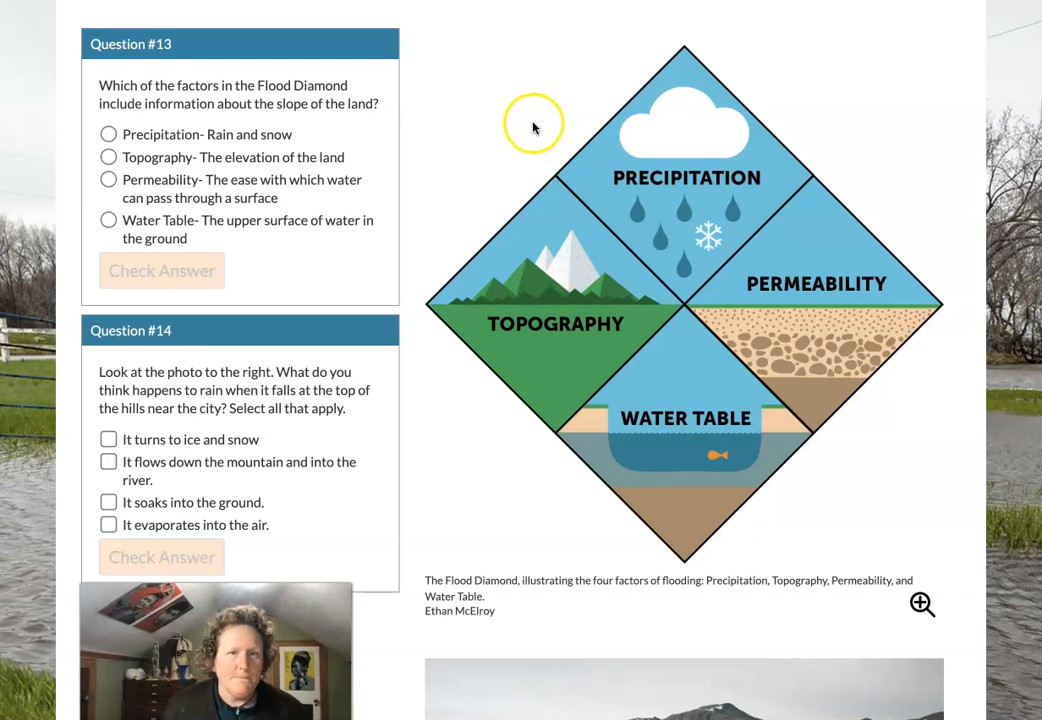 Question #13
Which of the factors in the Flood Diamond
include information about the slope of the land?
Precipitation- Rain and snow
Topography- The elevation of the land
Permeability- The ease with which water
can pass through a surface
Water Table- The upper surface of water in
the ground
Check Answer
Question #14
Look at the photo to the right. What do you
think happens to rain when it falls at the top of
the hills near the city? Select all that apply.
It turns to ice and snow
It flows down the mountain and into the
river.
It soaks into the ground.
It evaporates into the air.
Check Answer
PRECIPITATION
PERMEABILITY
TOPOGRAPHY
WATER TABLE
The Flood Diamond, illustrating the four factors of flooding: Precipitation, Topography, Permeability, and
Water Table.
Ethan McElroy